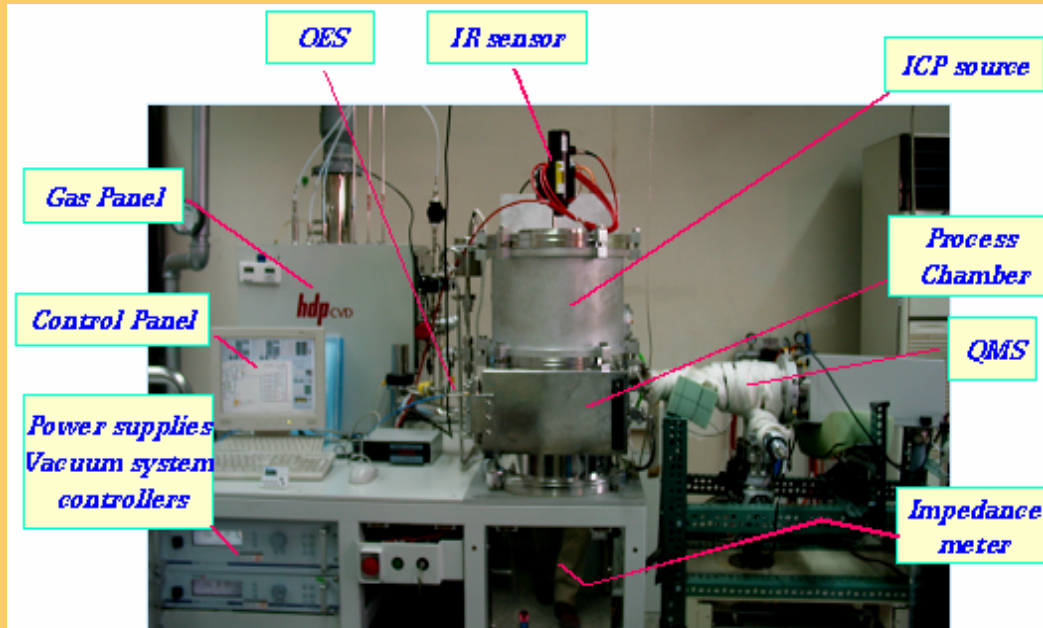 OES
IR sensor
ICP source
Gas Panel
Process
Chamber
hdp CVD
Control Panel
QMS
Power supplies
Vacuum system
controllers
Impedance
meter